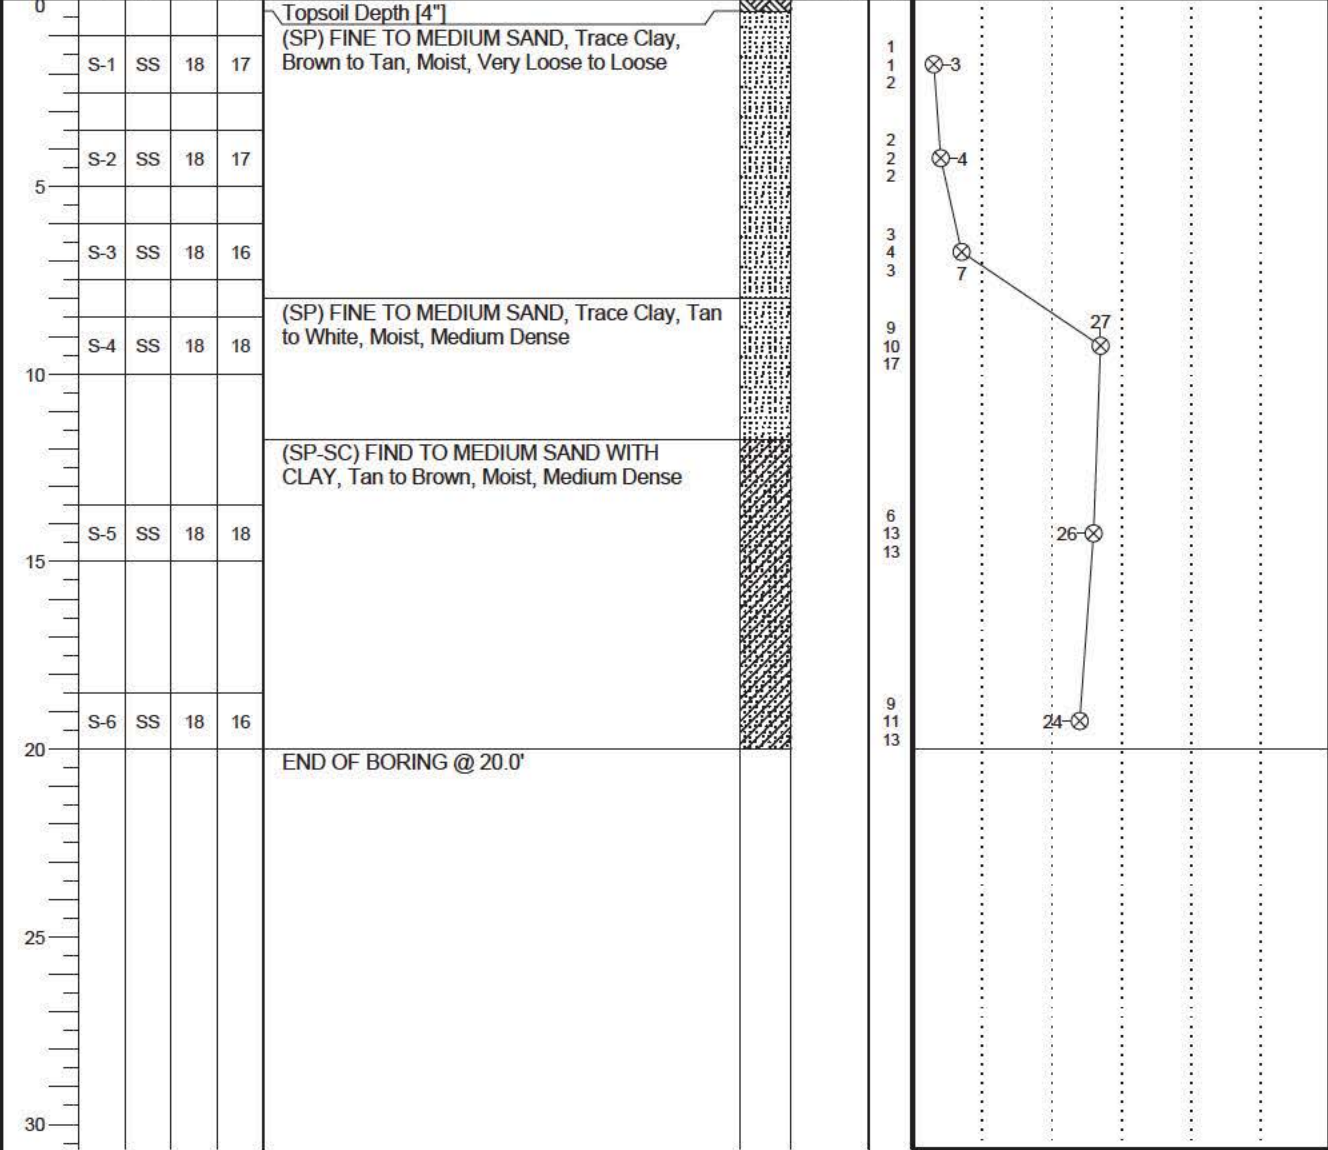 0
Topsoil Depth [4"]
(SP) FINE TO MEDIUM SAND, Trace Clay,
Brown to Tan, Moist, Very Loose to Loose
S-1 SS 18 17
1
1
2
3
S-2 SS 18 17
2
2
2
4
5
S-3 SS 18 16
3
4
3
7
(SP) FINE TO MEDIUM SAND, Trace Clay, Tan
to White, Moist, Medium Dense
S-4 SS 18 18
9
10
17
27
10
(SP-SC) FIND TO MEDIUM SAND WITH
CLAY, Tan to Brown, Moist, Medium Dense
S-5 SS 18 18
6
13
13
26
15
S-6 SS 18 16
9
11
13
24
20
END OF BORING @ 20.0'
25
30